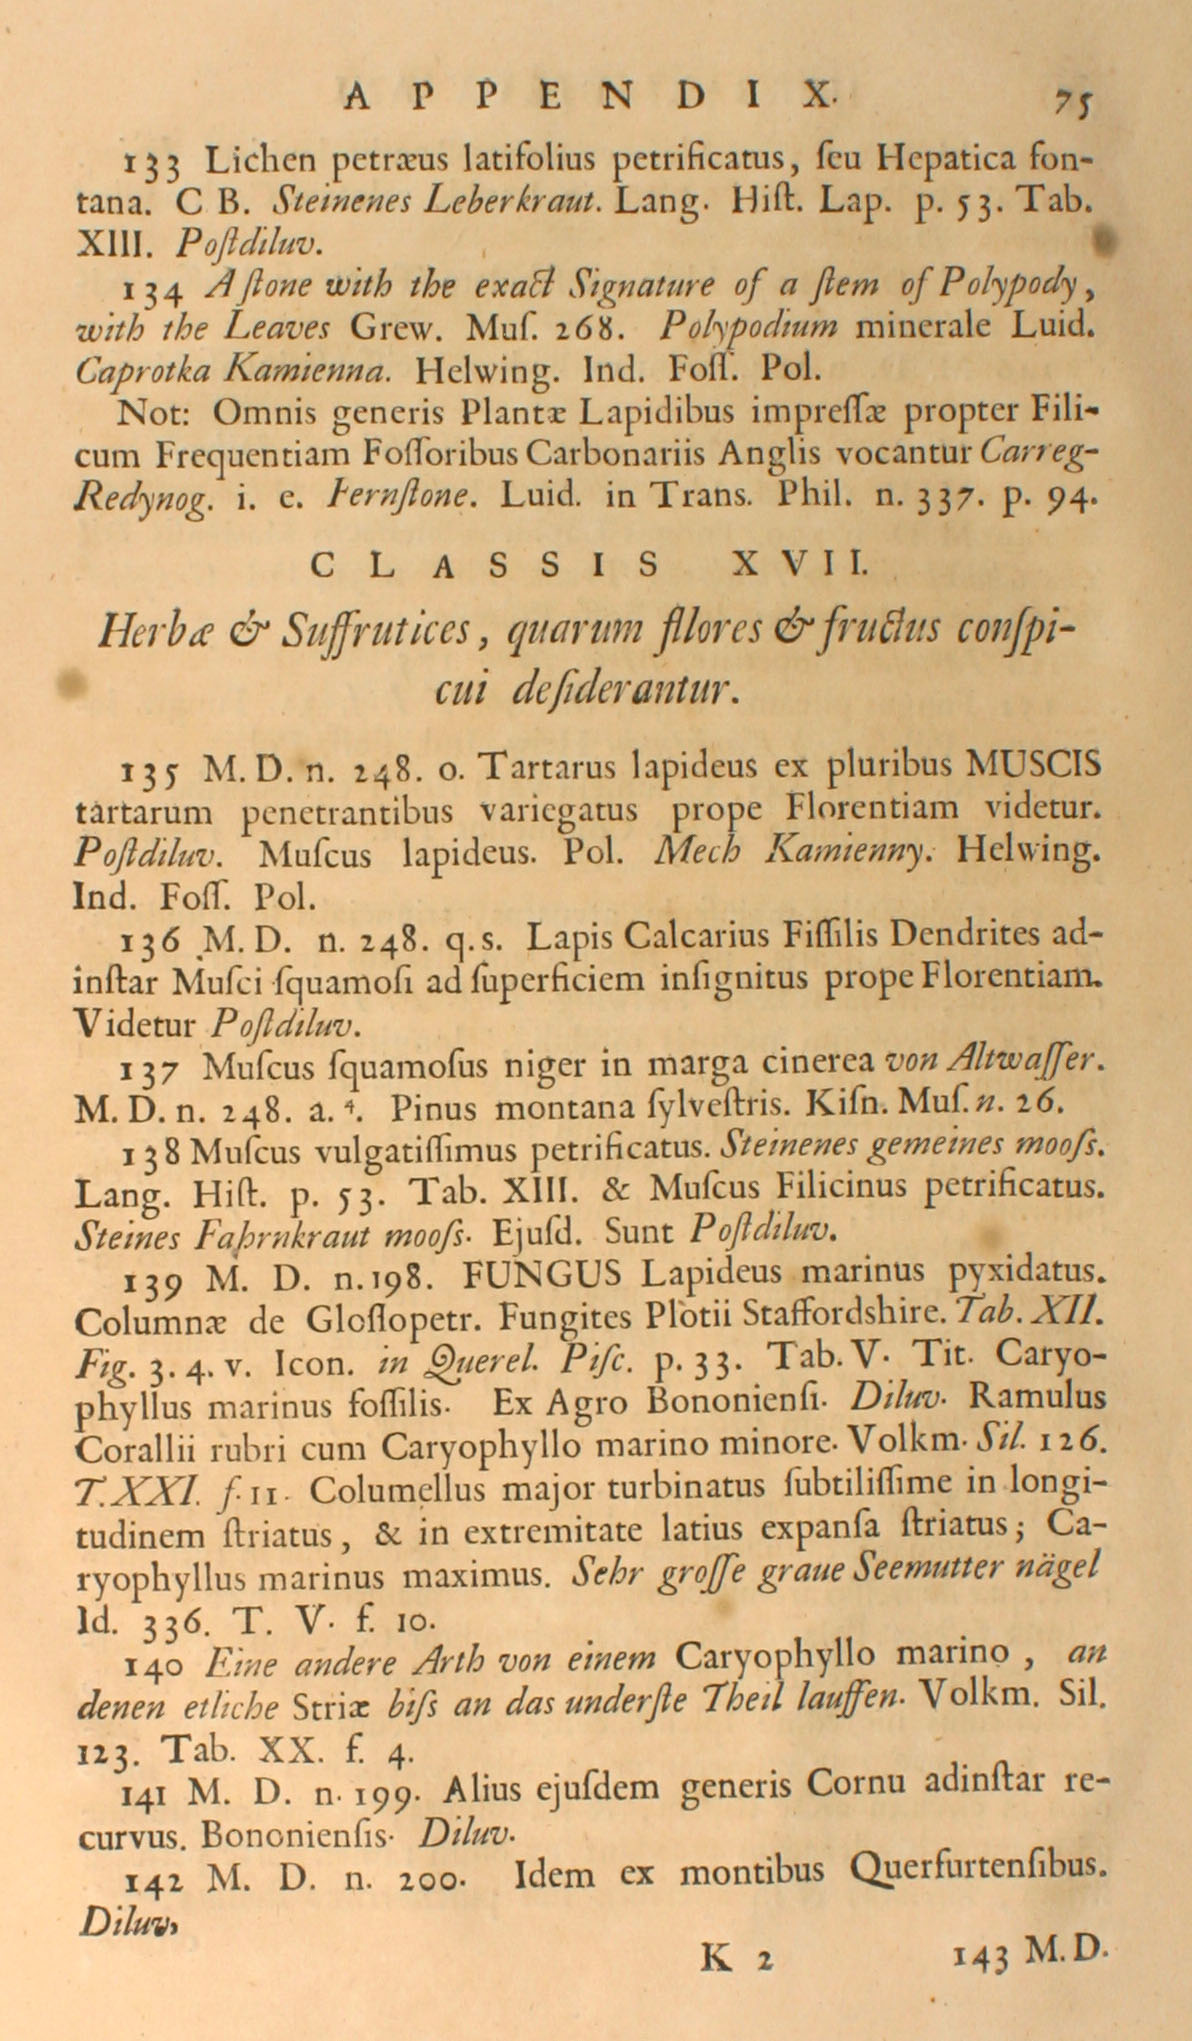 APPENDIX. 75
133 Lichen petræus latifolius petrificatus, ſeu Hepatica fon-
tana. C B. Steinenes Leberkraut. Lang. Hiſt. Lap. p. 53. Tab.
XIII. Poſtdiluv.
134 A ſtone with the exact Signature of a ſtem of Polypody,
with the Leaves Grew. Muſ. 268. Polypodium minerale Luid.
Caprotka Kamienna. Helwing. Ind. Foſſ. Pol.
Not: Omnis generis Plantæ Lapidibus impreſſæ propter Fili-
cum Frequentiam Foſſoribus Carbonariis Anglis vocantur Carreg-
Redynog. i. e. Fernſtone. Luid. in Trans. Phil. n. 337. p. 94.
CLASSIS XVII.
Herbæ & Suffrutices, quarum fllores & fructus conſpi-
cui deſiderantur.
135 M. D. n. 248. o. Tartarus lapideus ex pluribus MUSCIS
tartarum penetrantibus variegatus prope Florentiam videtur.
Poſtdiluv. Muſcus lapideus. Pol. Mech Kamienny. Helwing.
Ind. Foſſ. Pol.
136 M. D. n. 248. q. s. Lapis Calcarius Fiſſilis Dendrites ad-
inſtar Muſci ſquamoſi ad ſuperficiem inſignitus prope Florentiam.
Videtur Poſtdiluv.
137 Muſcus ſquamoſus niger in marga cinerea von Altwaſſer.
M. D. n. 248. a. 4. Pinus montana ſylveſtris. Kiſn. Muſ. n. 26.
138 Muſcus vulgatiſſimus petrificatus. Steinenes gemeines mooſs.
Lang. Hiſt. p. 53. Tab. XIII. & Muſcus Filicinus petrificatus.
Steines Fahrnkraut mooſs. Ejuſd. Sunt Poſtdiluv.
139 M. D. n. 198. FUNGUS Lapideus marinus pyxidatus.
Columnæ de Gloſſopetr. Fungites Plotii Staffordshire. Tab. XII.
Fig. 3. 4. v. Icon. in Querel. Piſc. p. 33. Tab. V. Tit. Caryo-
phyllus marinus foſſilis. Ex Agro Bononienſi. Diluv. Ramulus
Corallii rubri cum Caryophyllo marino minore. Volkm. Sil. 126.
T. XXI. f. 11. Columellus major turbinatus ſubtiliſſime in longi-
tudinem ſtriatus, & in extremitate latius expanſa ſtriatus; Ca-
ryophyllus marinus maximus. Sehr groſſe graue Seemutter nägel
Id. 336. T. V. f. 10.
140 Eine andere Arth von einem Caryophyllo marino, an
denen etliche Striæ biſs an das underſte Theil lauffen. Volkm. Sil.
123. Tab. XX. f. 4.
141 M. D. n. 199. Alius ejuſdem generis Cornu adinſtar re-
curvus. Bononienſis. Diluv.
142 M. D. n. 200. Idem ex montibus Querfurtenſibus.
Diluv.
K 2 143 M. D.